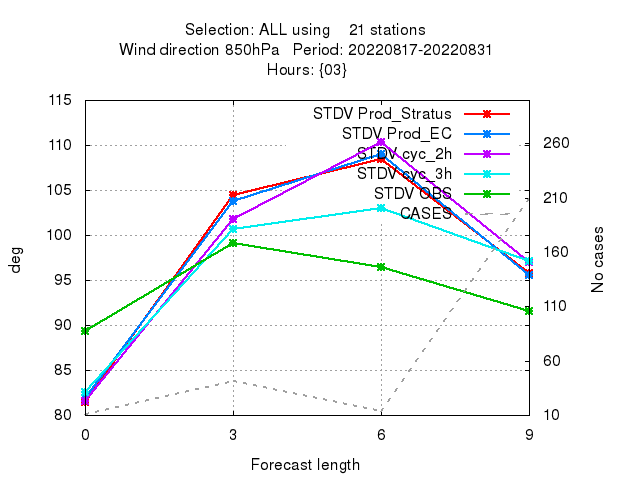 Selection: ALL using 21 stations
Wind direction 850hPa Period: 20220817-20220831
Hours: {03}
STDV Prod_Stratus
STDV Prod_EC
STDV cyc_2h
STDV cyc_3h
STDV OBS
CASES
115
110
105
100
95
90
85
80
deg
260
210
160
110
60
10
No cases
0 3 6 9
Forecast length